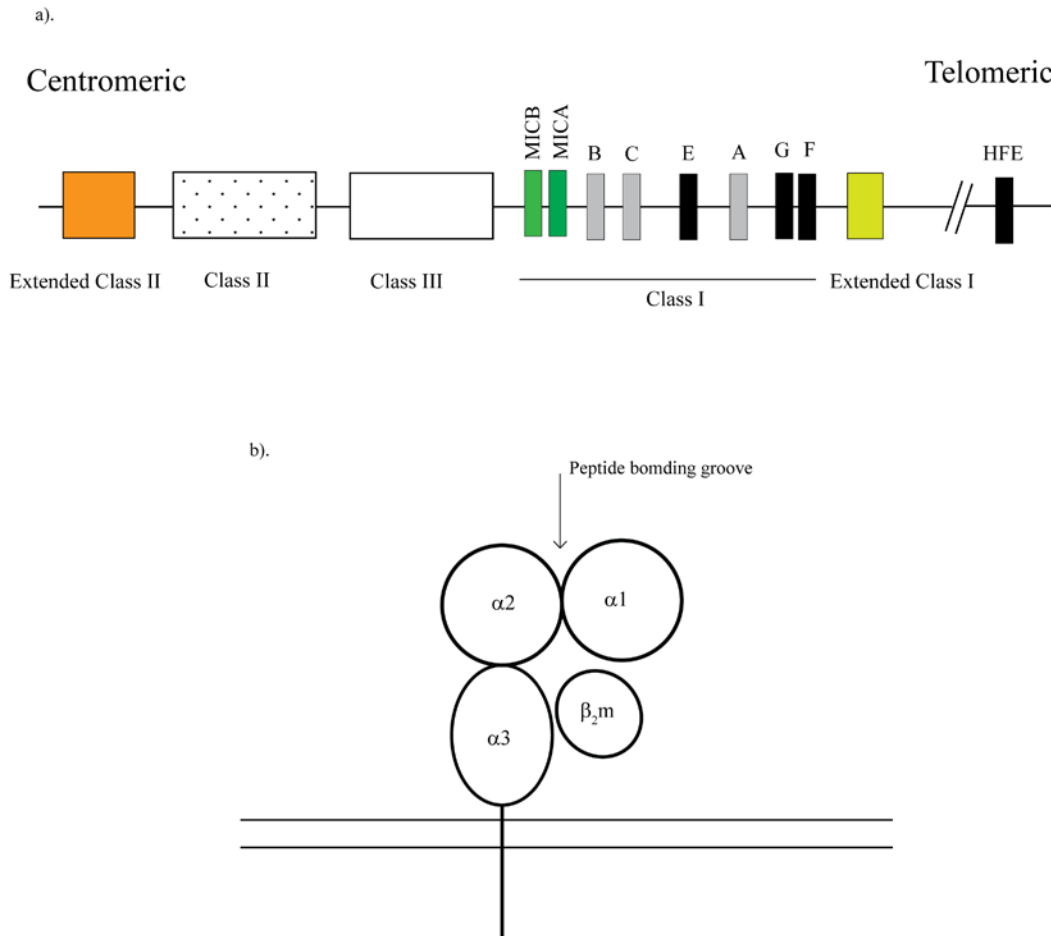 a).
Centromeric
Telomeric
MICB
MICA
B
C
E
A
G
F
HFE
Extended Class II
Class II
Class III
Class I
Extended Class I
b).
Peptide bomding groove
α2
α1
β₂m
α3